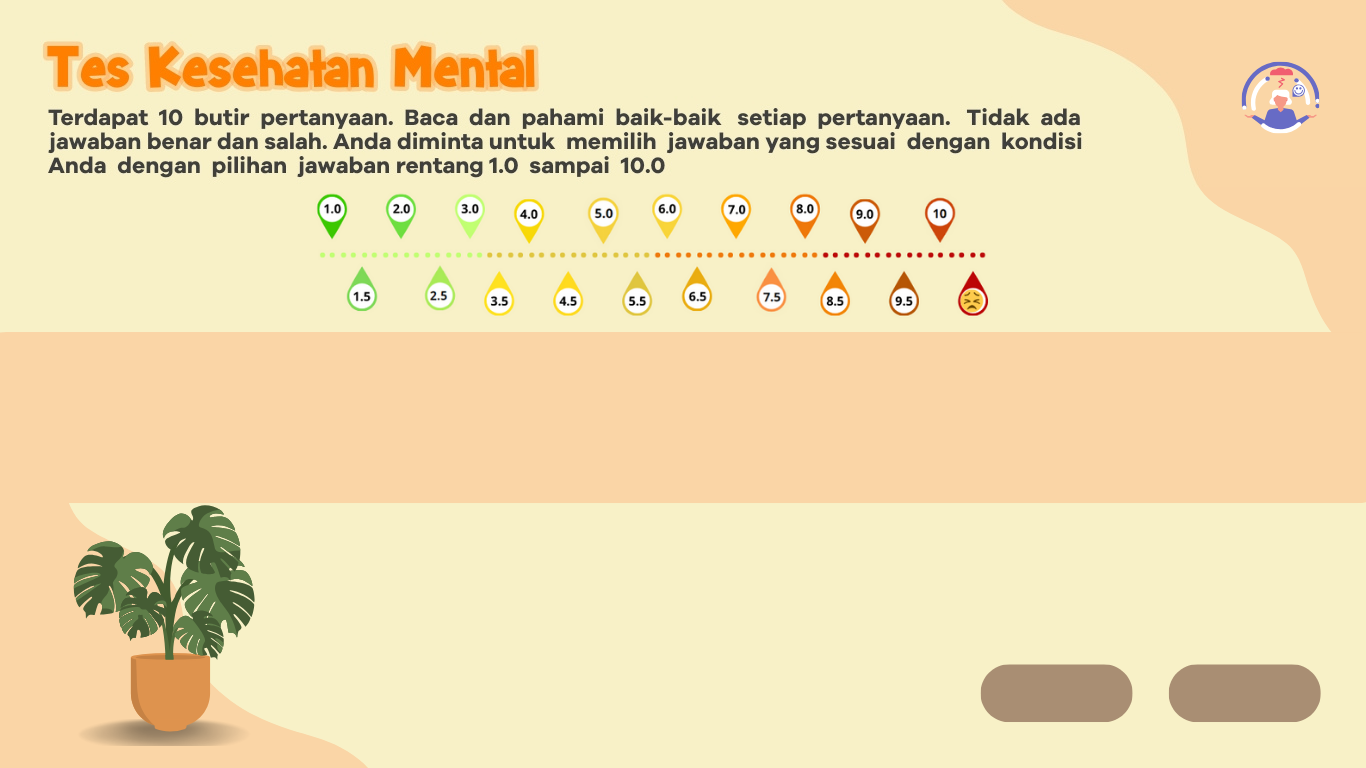 Tes Kesehatan Mental
Terdapat 10 butir pertanyaan. Baca dan pahami baik-baik setiap pertanyaan. Tidak ada
jawaban benar dan salah. Anda diminta untuk memilih jawaban yang sesuai dengan kondisi
Anda dengan pilihan jawaban rentang 1.0 sampai 10.0
1.0 2.0 3.0 4.0 5.0 6.0 7.0 8.0 9.0 10
1.5 2.5 3.5 4.5 5.5 6.5 7.5 8.5 9.5